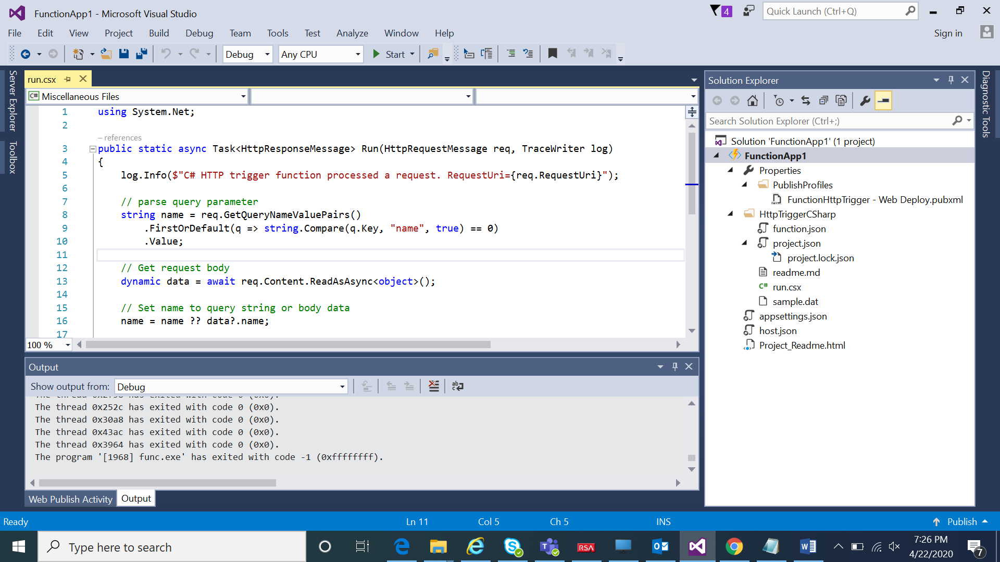 FunctionApp1 - Microsoft Visual Studio
4
Quick Launch (Ctrl+Q)
File Edit View Project Build Debug Team Tools Test Analyze Window Help
Sign in
Debug Any CPU Start
Server Explorer
Toolbox
run.csx
C# Miscellaneous Files
1 using System.Net;
2
– references
3 public static async Task<HttpResponseMessage> Run(HttpRequestMessage req, TraceWriter log)
4 {
5 log.Info($"C# HTTP trigger function processed a request. RequestUri={req.RequestUri}");
6
7 // parse query parameter
8 string name = req.GetQueryNameValuePairs()
9 .FirstOrDefault(q => string.Compare(q.Key, "name", true) == 0)
10 .Value;
11
12 // Get request body
13 dynamic data = await req.Content.ReadAsAsync<object>();
14
15 // Set name to query string or body data
16 name = name ?? data?.name;
17
100 %
Output
Show output from: Debug
The thread 0x252c has exited with code 0 (0x0).
The thread 0x30a8 has exited with code 0 (0x0).
The thread 0x43ac has exited with code 0 (0x0).
The thread 0x3964 has exited with code 0 (0x0).
The program '[1968] func.exe' has exited with code -1 (0xffffffff).
Web Publish Activity
Output
Solution Explorer
Search Solution Explorer (Ctrl+;)
Solution 'FunctionApp1' (1 project)
FunctionApp1
Properties
PublishProfiles
FunctionHttpTrigger - Web Deploy.pubxml
HttpTriggerCSharp
function.json
project.json
project.lock.json
readme.md
C# run.csx
sample.dat
appsettings.json
host.json
Project_Readme.html
Diagnostic Tools
Ready Ln 11 Col 5 Ch 5 INS Publish
Type here to search
RSA
7:26 PM
4/22/2020
7